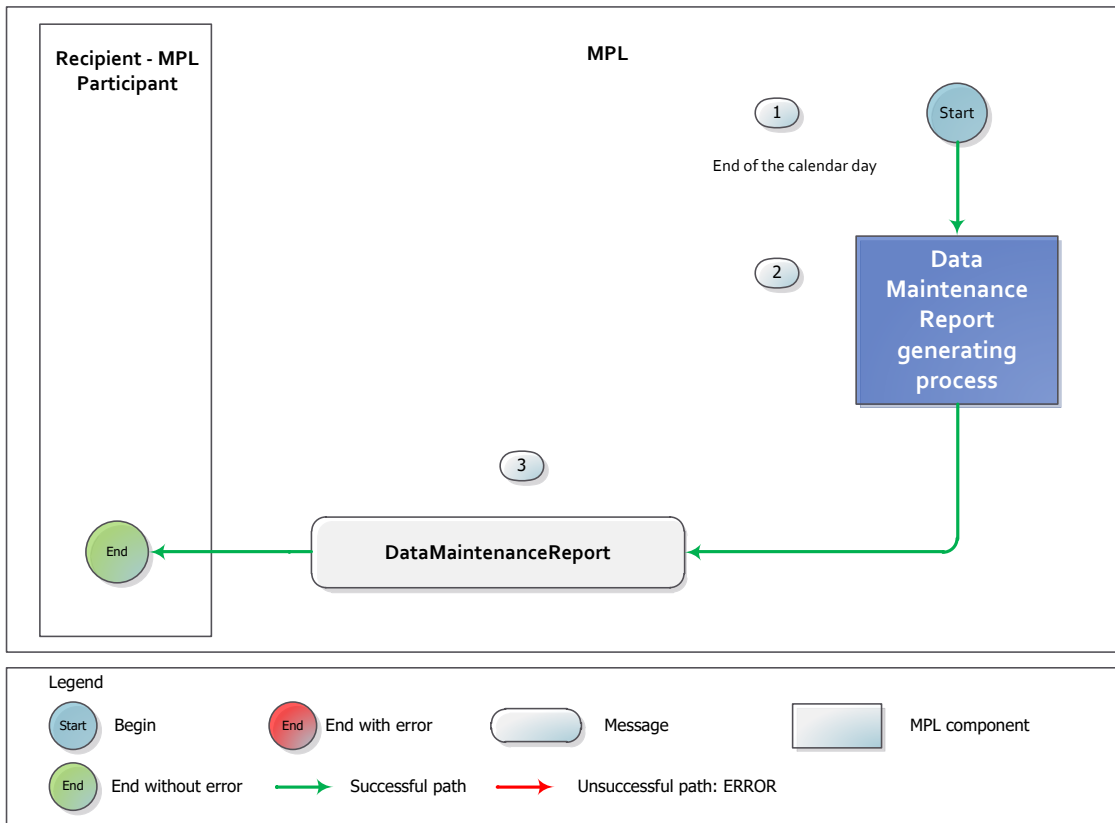 Recipient - MPL
Participant
MPL
1
Start
End of the calendar day
2
Data
Maintenance
Report
generating
process
3
End
DataMaintenanceReport
Legend
Start
Begin
End
End with error
Message
MPL component
End
End without error
Successful path
Unsuccessful path: ERROR